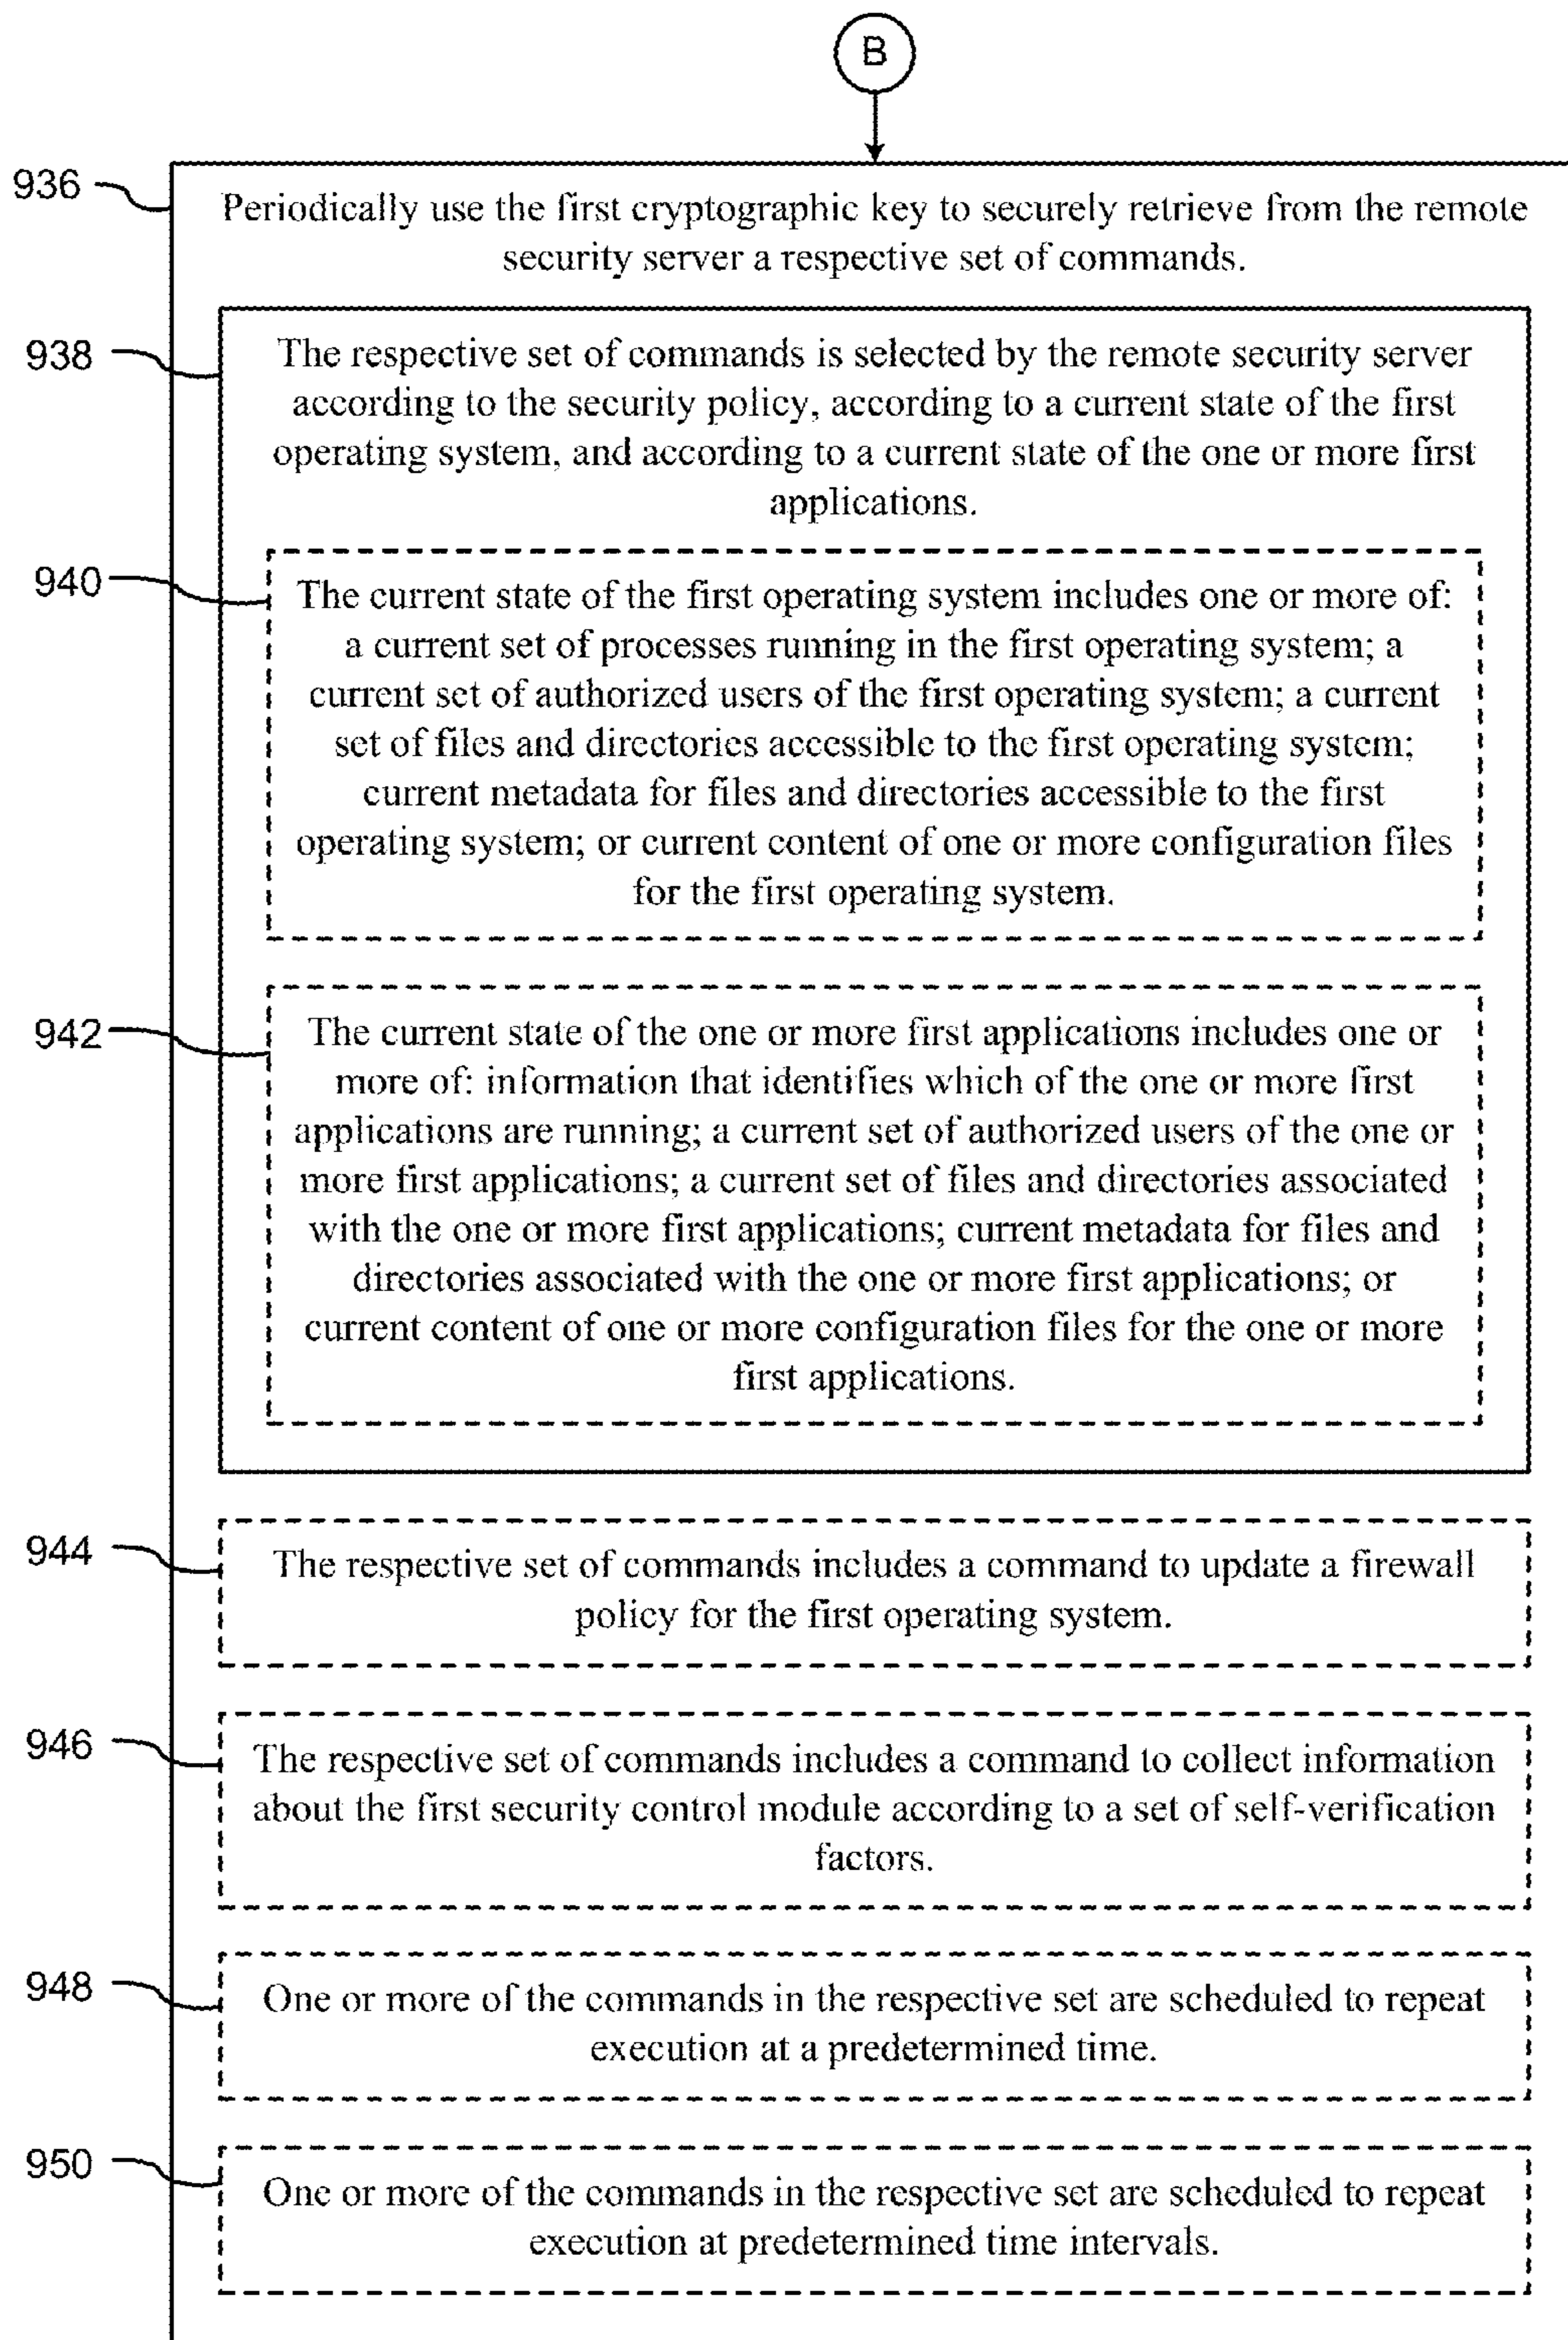 B
936
Periodically use the first cryptographic key to securely retrieve from the remote
security server a respective set of commands.
938
The respective set of commands is selected by the remote security server
according to the security policy, according to a current state of the first
operating system, and according to a current state of the one or more first
applications.
940
The current state of the first operating system includes one or more of:
a current set of processes running in the first operating system; a
current set of authorized users of the first operating system; a current
set of files and directories accessible to the first operating system;
current metadata for files and directories accessible to the first
operating system; or current content of one or more configuration files
for the first operating system.
942
The current state of the one or more first applications includes one or
more of: information that identifies which of the one or more first
applications are running; a current set of authorized users of the one or
more first applications; a current set of files and directories associated
with the one or more first applications; current metadata for files and
directories associated with the one or more first applications; or
current content of one or more configuration files for the one or more
first applications.
944
The respective set of commands includes a command to update a firewall
policy for the first operating system.
946
The respective set of commands includes a command to collect information
about the first security control module according to a set of self-verification
factors.
948
One or more of the commands in the respective set are scheduled to repeat
execution at a predetermined time.
950
One or more of the commands in the respective set are scheduled to repeat
execution at predetermined time intervals.